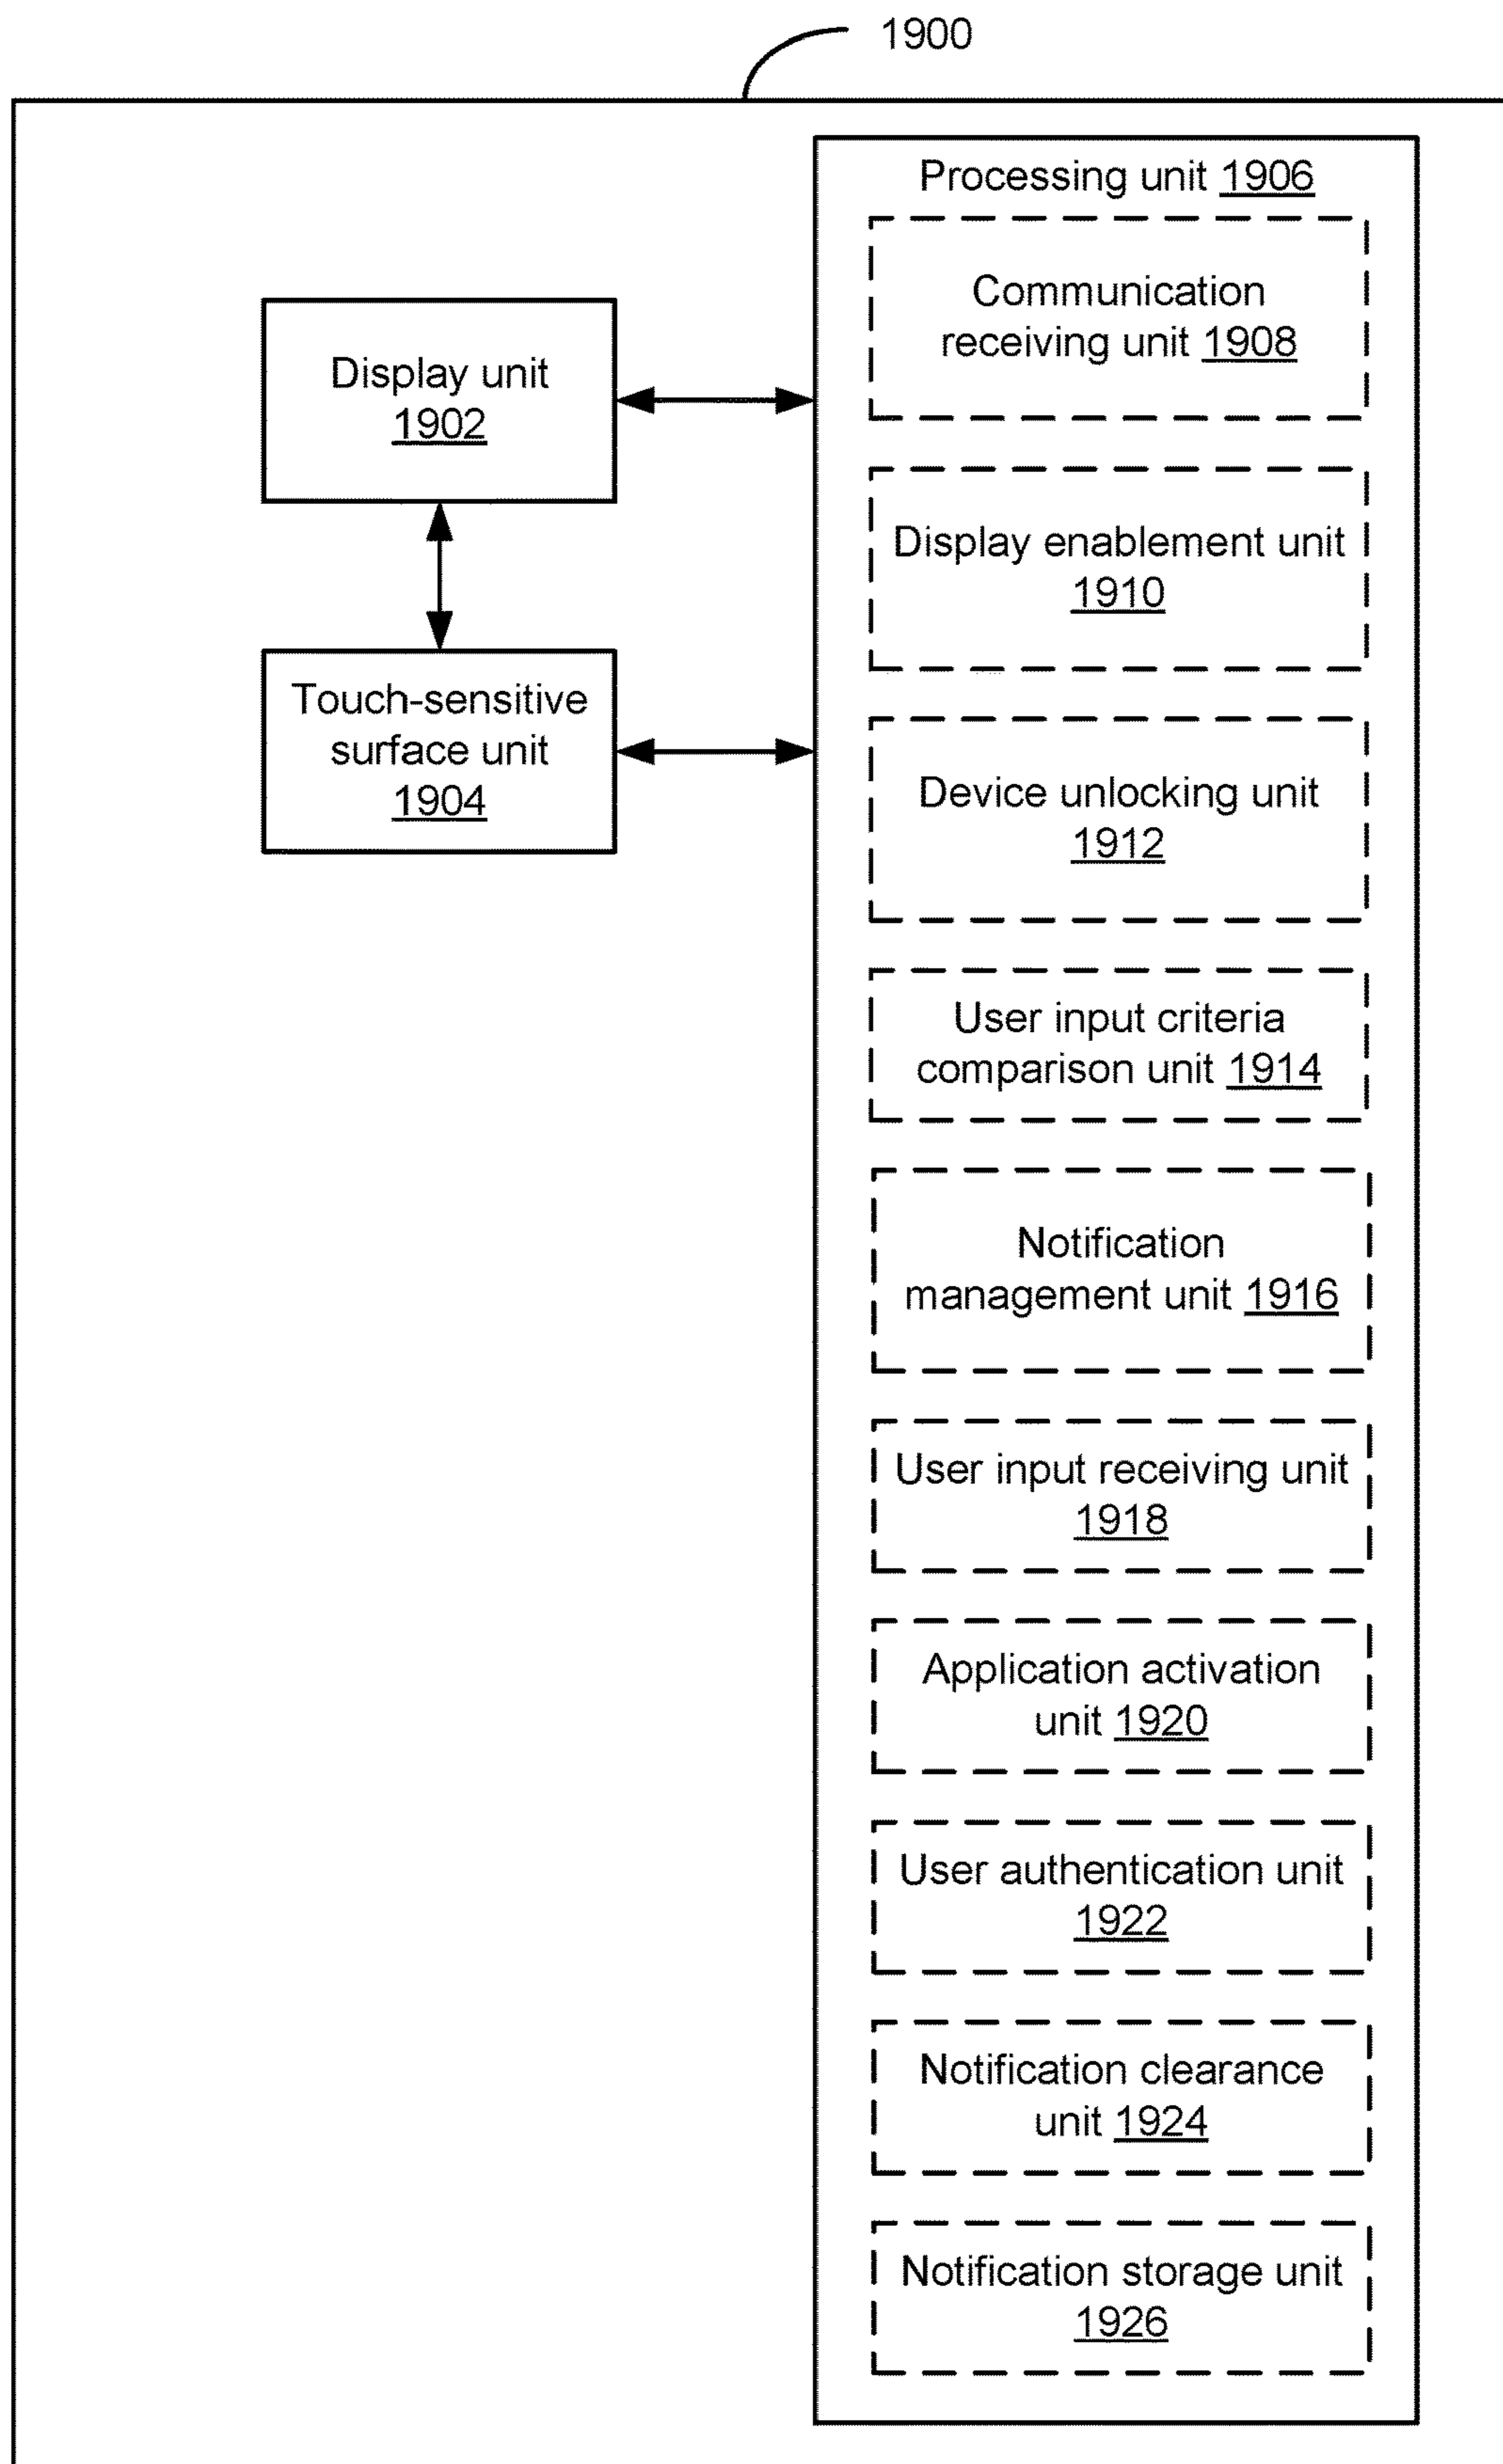 1900
Processing unit 1906
Communication
receiving unit 1908
Display unit
1902
Display enablement unit
1910
Touch-sensitive
surface unit
1904
Device unlocking unit
1912
User input criteria
comparison unit 1914
Notification
management unit 1916
User input receiving unit
1918
Application activation
unit 1920
User authentication unit
1922
Notification clearance
unit 1924
Notification storage unit
1926